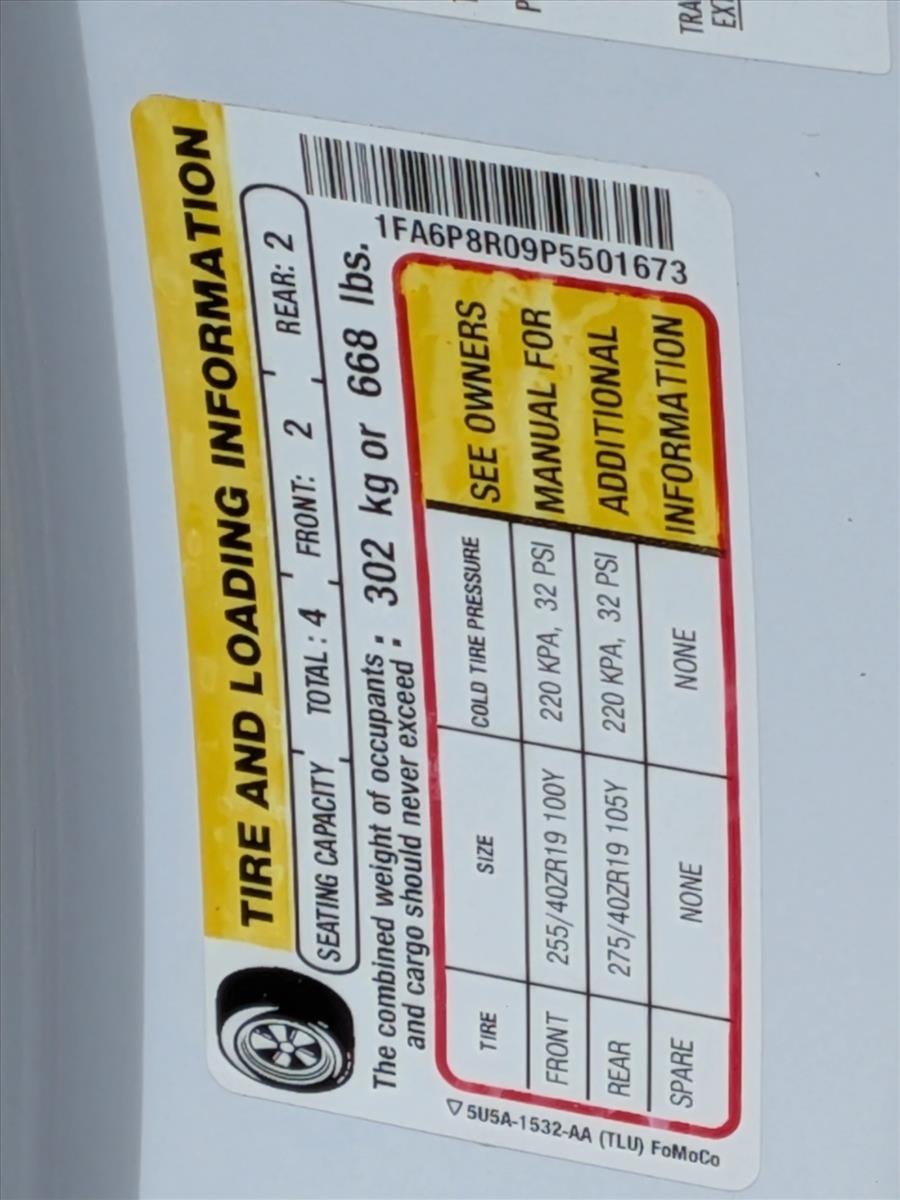 TRA
EXT
TIRE AND LOADING INFORMATION
SEATING CAPACITY TOTAL : 4 FRONT: 2 REAR: 2
The combined weight of occupants : 302 kg or 668 lbs.
and cargo should never exceed :
1FA6P8R09P5501673
TIRE SIZE COLD TIRE PRESSURE
FRONT 255/40ZR19 100Y 220 KPA, 32 PSI
REAR 275/40ZR19 105Y 220 KPA, 32 PSI
SPARE NONE NONE
SEE OWNERS
MANUAL FOR
ADDITIONAL
INFORMATION
▽5U5A-1532-AA (TLU) FoMoCo